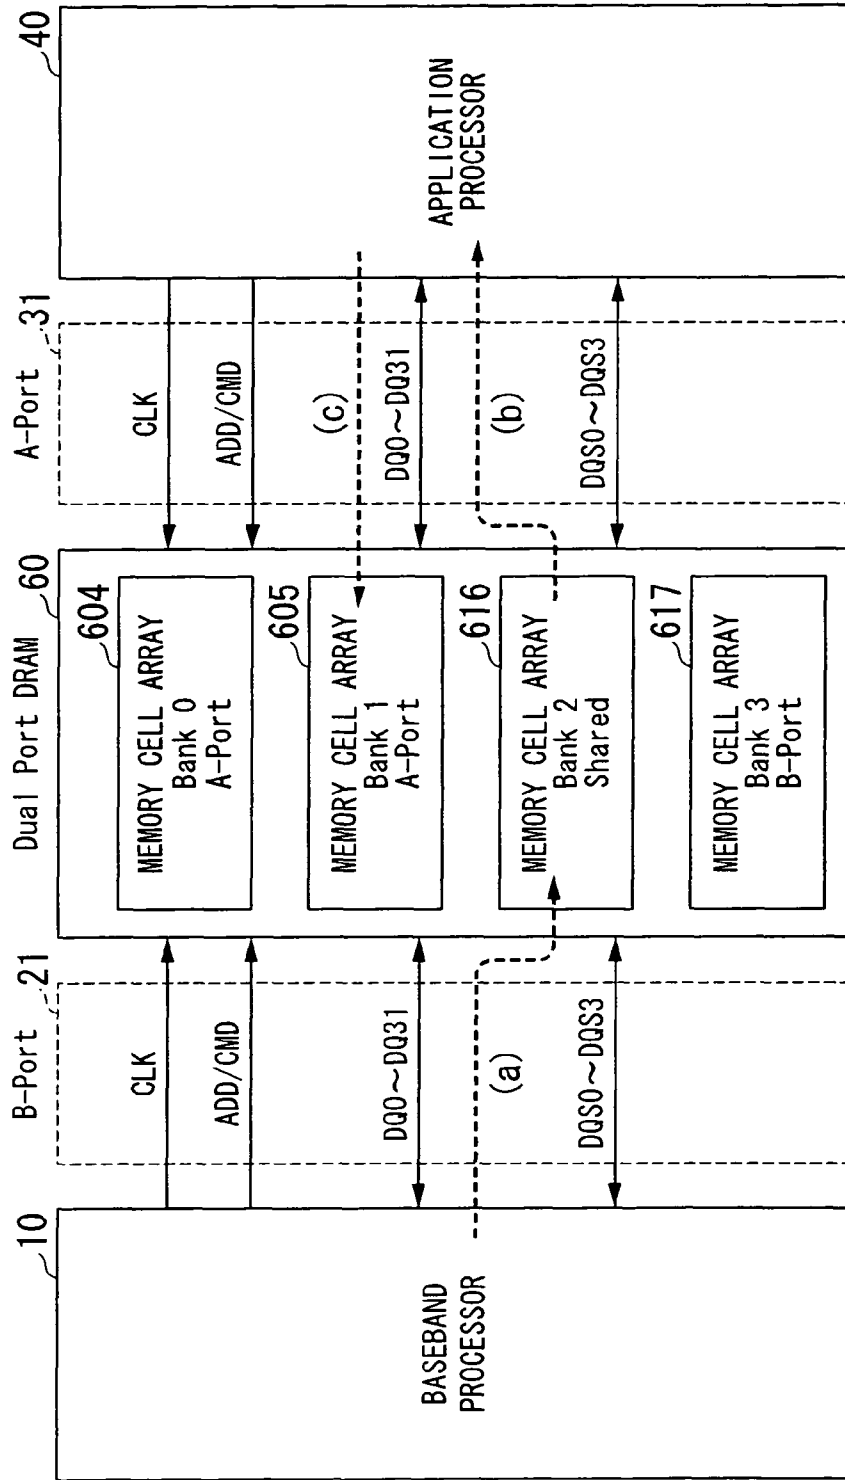 10
BASEBAND
PROCESSOR
B-Port
21
CLK
ADD/CMD
DQ0～DQ31
(a)
DQS0～DQS3
Dual Port DRAM
60
604
MEMORY CELL ARRAY
Bank 0
A-Port
605
MEMORY CELL ARRAY
Bank 1
A-Port
616
MEMORY CELL ARRAY
Bank 2
Shared
617
MEMORY CELL ARRAY
Bank 3
B-Port
A-Port
31
CLK
ADD/CMD
(c)
DQ0～DQ31
(b)
DQS0～DQS3
40
APPLICATION
PROCESSOR